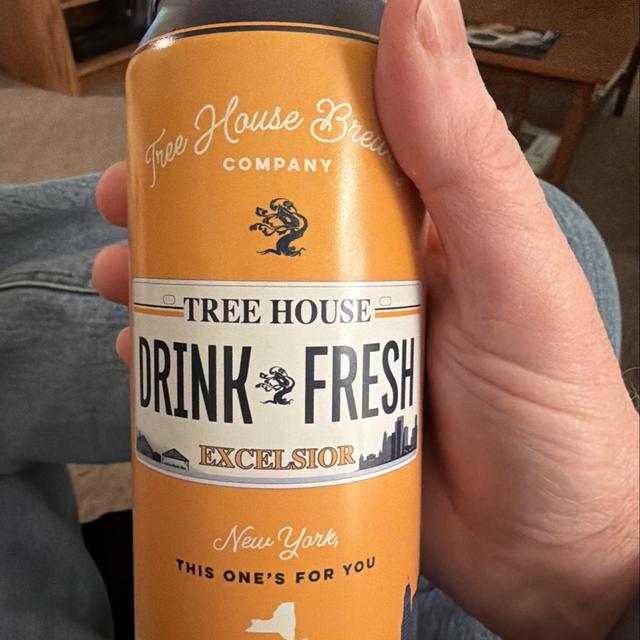 Tree House Brew
COMPANY
TREE HOUSE
DRINK FRESH
EXCELSIOR
New York,
THIS ONE'S FOR YOU